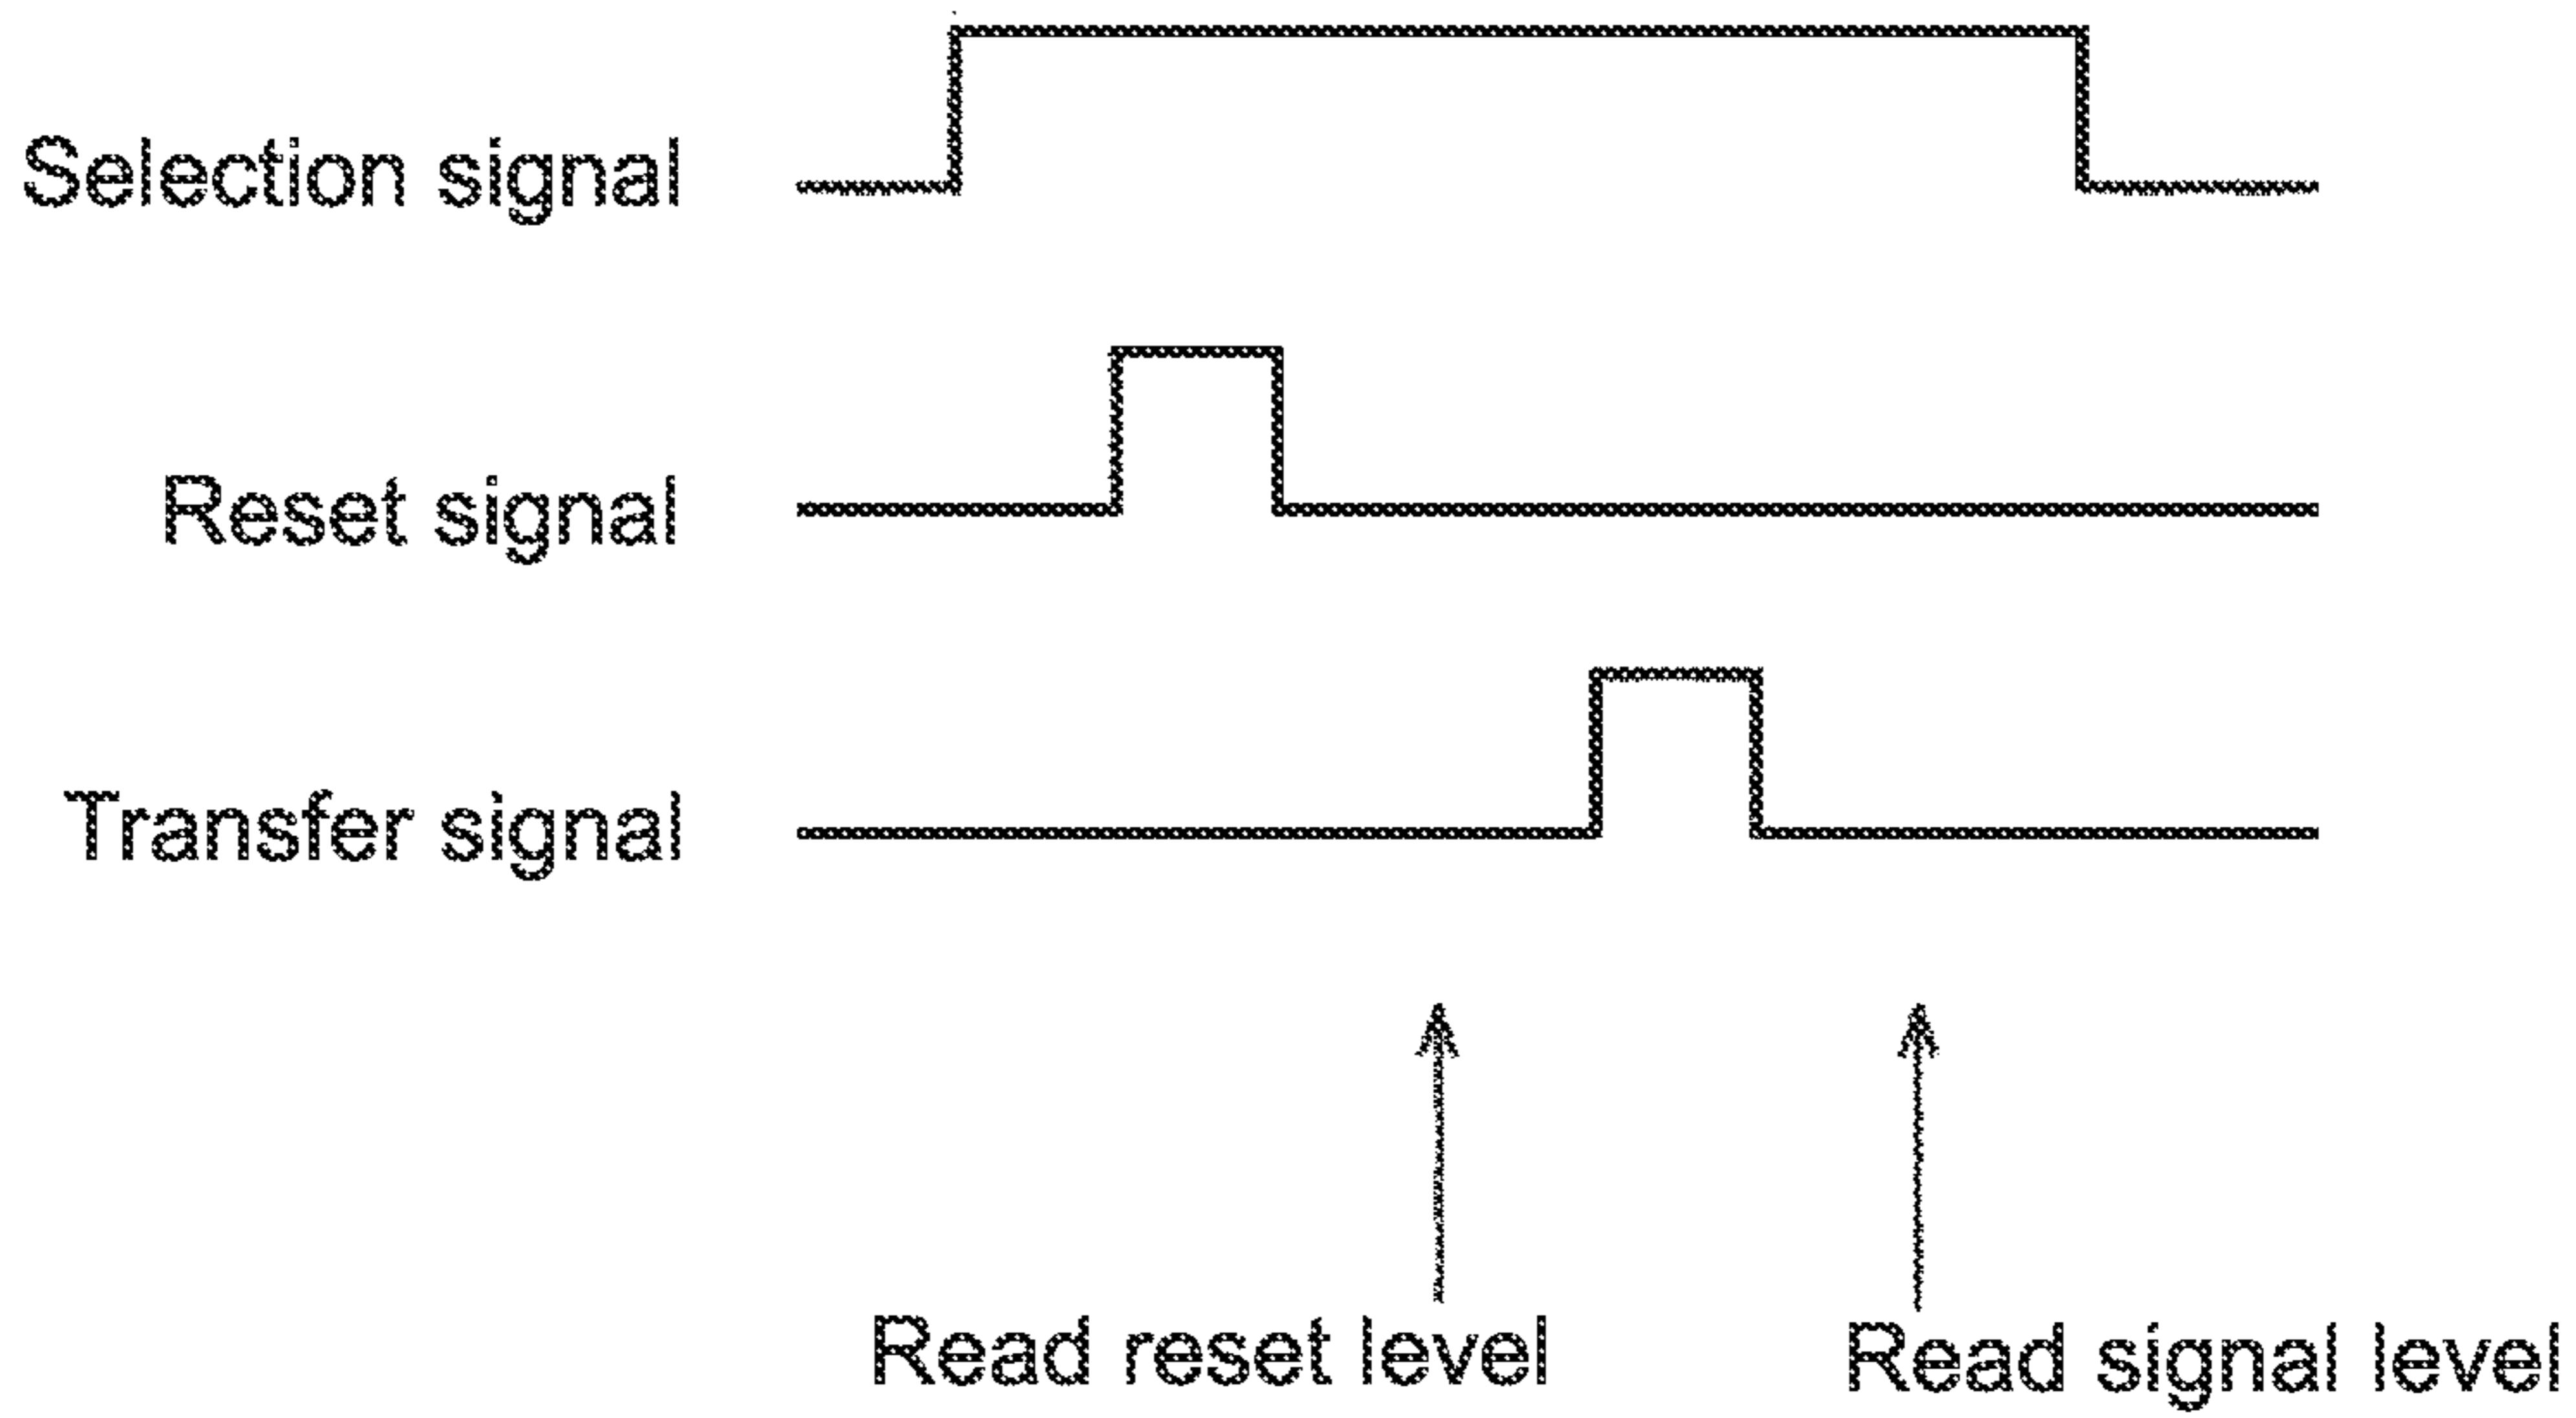 Selection signal
Reset signal
Transfer signal
Read reset level
Read signal level